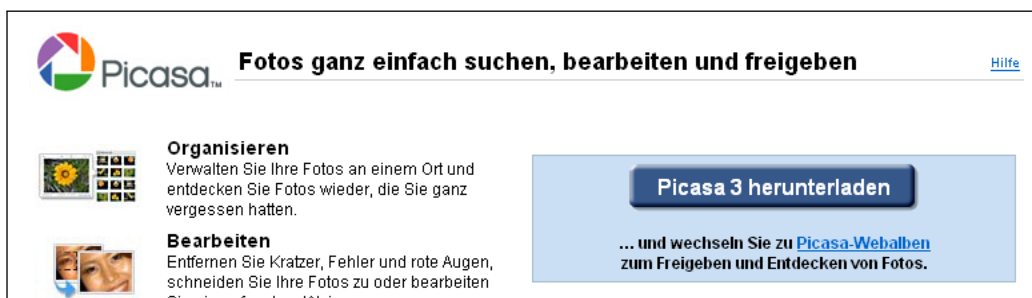 Picasa™
Fotos ganz einfach suchen, bearbeiten und freigeben
Hilfe
Organisieren
Verwalten Sie Ihre Fotos an einem Ort und
entdecken Sie Fotos wieder, die Sie ganz
vergessen hatten.
Bearbeiten
Entfernen Sie Kratzer, Fehler und rote Augen,
schneiden Sie Ihre Fotos zu oder bearbeiten
Picasa 3 herunterladen
... und wechseln Sie zu Picasa-Webalben
zum Freigeben und Entdecken von Fotos.